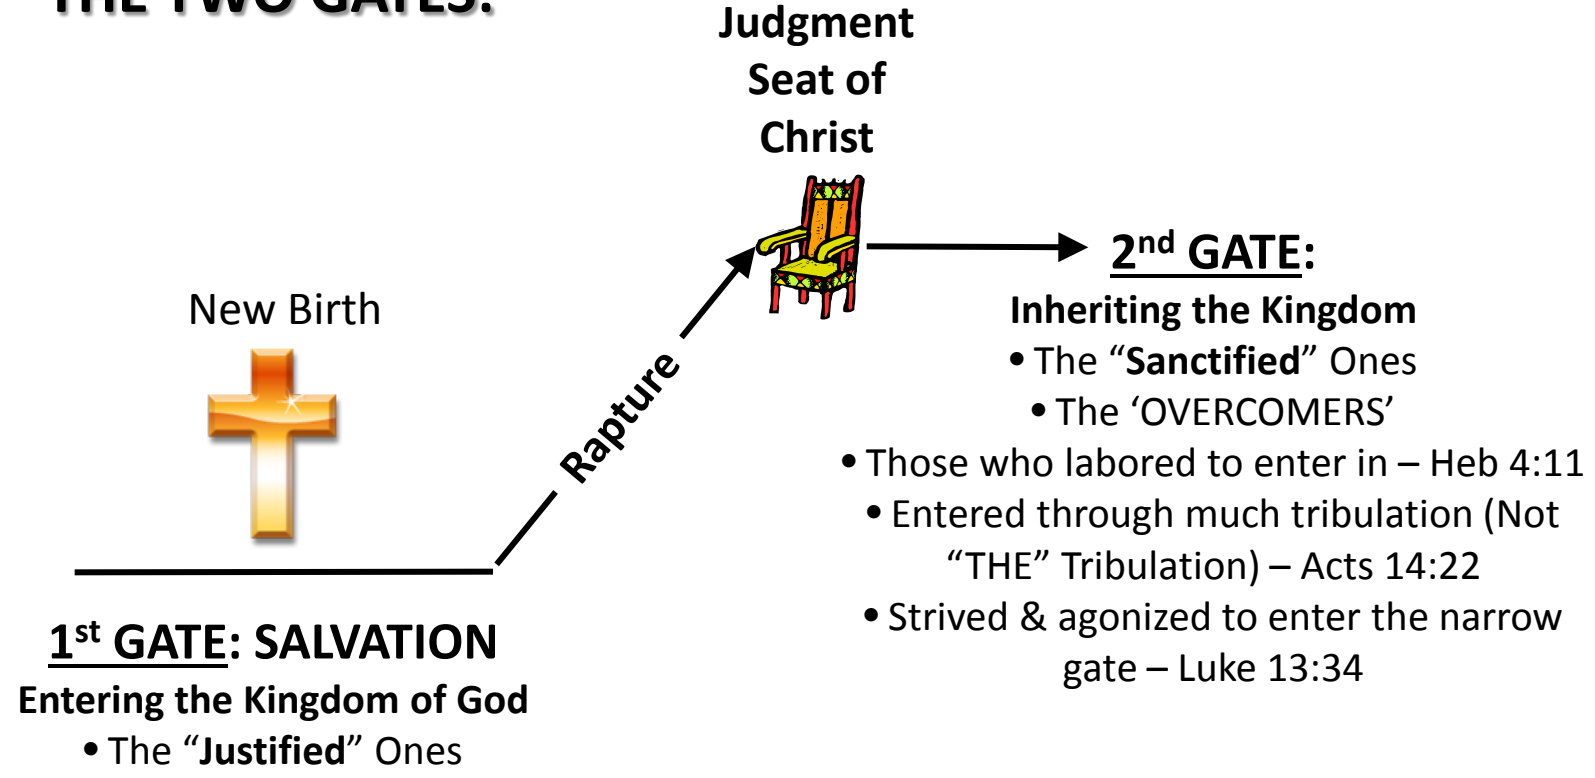 THE TWO GATES:
Judgment
Seat of
Christ
New Birth
Rapture
2nd GATE:
Inheriting the Kingdom
• The “Sanctified” Ones
• The ‘OVERCOMERS’
• Those who labored to enter in – Heb 4:11
• Entered through much tribulation (Not
“THE” Tribulation) – Acts 14:22
• Strived & agonized to enter the narrow
gate – Luke 13:34
1st GATE: SALVATION
Entering the Kingdom of God
• The “Justified” Ones